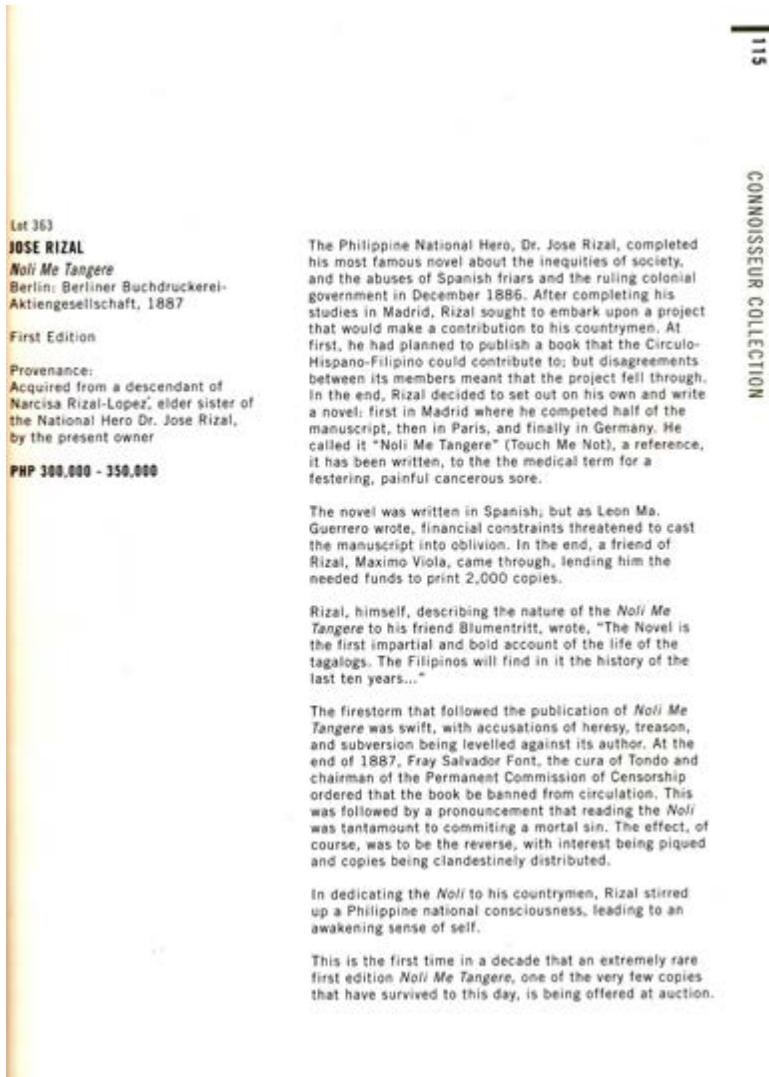 115
CONNOISSEUR COLLECTION
Lot 363
JOSE RIZAL
Noli Me Tangere
Berlin: Berliner Buchdruckerei-
Aktiengesellschaft, 1887
First Edition
Provenance:
Acquired from a descendant of
Narcisa Rizal-Lopez, elder sister of
the National Hero Dr. Jose Rizal,
by the present owner
PHP 300,000 - 350,000
The Philippine National Hero, Dr. Jose Rizal, completed
his most famous novel about the inequities of society,
and the abuses of Spanish friars and the ruling colonial
government in December 1886. After completing his
studies in Madrid, Rizal sought to embark upon a project
that would make a contribution to his countrymen. At
first, he had planned to publish a book that the Circulo-
Hispano-Filipino could contribute to; but disagreements
between its members meant that the project fell through.
In the end, Rizal decided to set out on his own and write
a novel: first in Madrid where he competed half of the
manuscript, then in Paris, and finally in Germany. He
called it "Noli Me Tangere" (Touch Me Not), a reference,
it has been written, to the the medical term for a
festering, painful cancerous sore.
The novel was written in Spanish; but as Leon Ma.
Guerrero wrote, financial constraints threatened to cast
the manuscript into oblivion. In the end, a friend of
Rizal, Maximo Viola, came through, lending him the
needed funds to print 2,000 copies.
Rizal, himself, describing the nature of the Noli Me
Tangere to his friend Blumentritt, wrote, "The Novel is
the first impartial and bold account of the life of the
tagalogs. The Filipinos will find in it the history of the
last ten years..."
The firestorm that followed the publication of Noli Me
Tangere was swift, with accusations of heresy, treason,
and subversion being levelled against its author. At the
end of 1887, Fray Salvador Font, the cura of Tondo and
chairman of the Permanent Commission of Censorship
ordered that the book be banned from circulation. This
was followed by a pronouncement that reading the Noli
was tantamount to commiting a mortal sin. The effect, of
course, was to be the reverse, with interest being piqued
and copies being clandestinely distributed.
In dedicating the Noli to his countrymen, Rizal stirred
up a Philippine national consciousness, leading to an
awakening sense of self.
This is the first time in a decade that an extremely rare
first edition Noli Me Tangere, one of the very few copies
that have survived to this day, is being offered at auction.